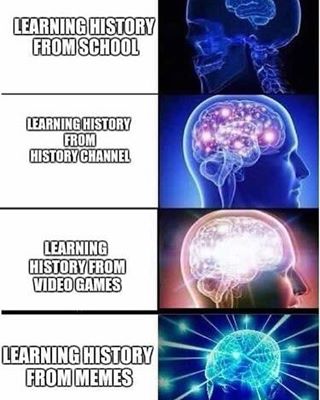 LEARNING HISTORY
FROM SCHOOL
LEARNING HISTORY
FROM
HISTORY CHANNEL
LEARNING
HISTORY FROM
VIDEO GAMES
LEARNING HISTORY
FROM MEMES